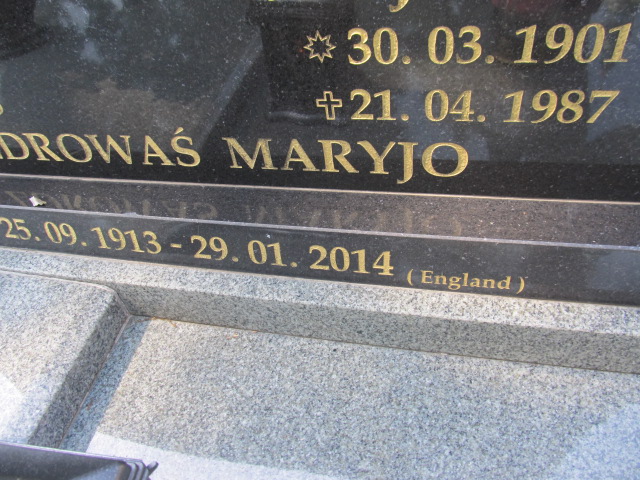 30. 03. 1901
21. 04. 1987
DROWAŚ MARYJO
25. 09. 1913 - 29. 01. 2014 ( England )